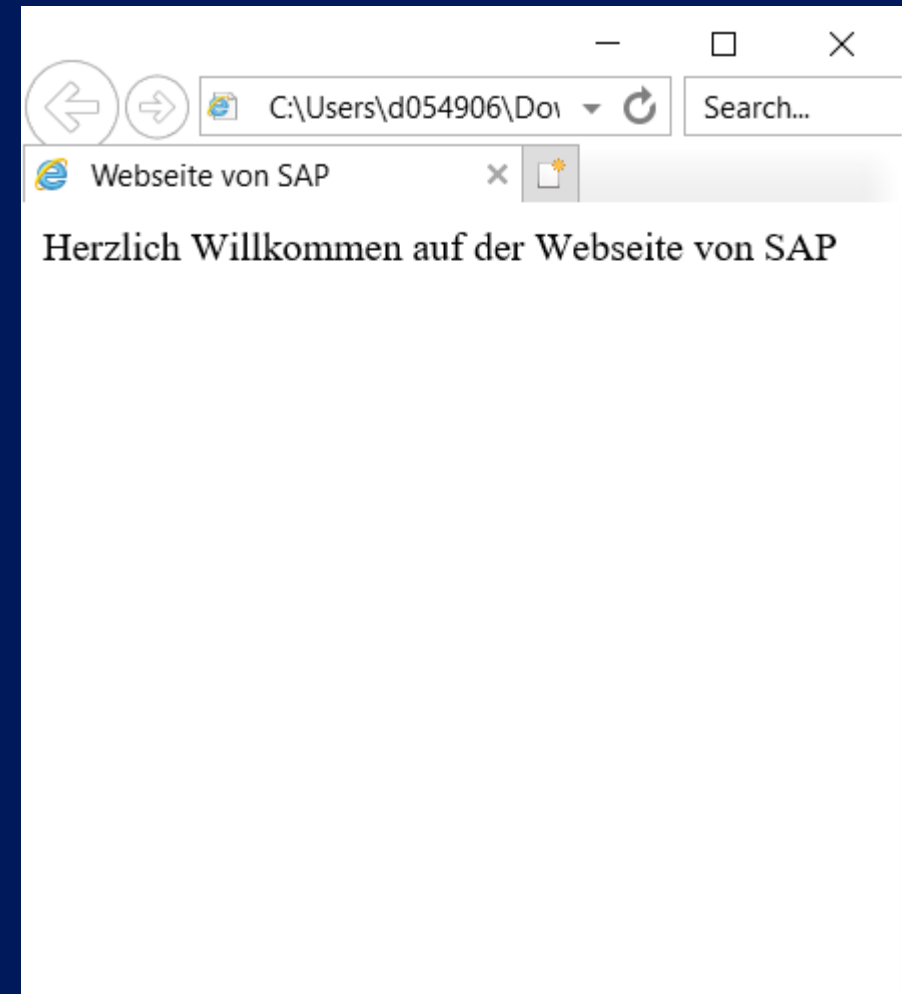 C:\Users\d054906\Dov
Search...
Webseite von SAP
Herzlich Willkommen auf der Webseite von SAP